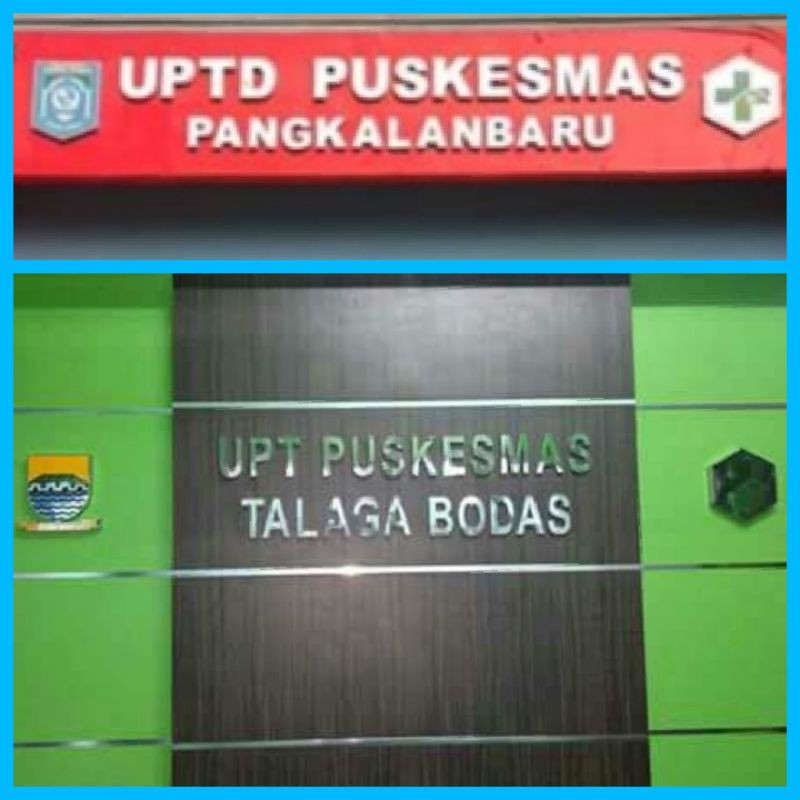 UPTD PUSKESMAS
PANGKALANBARU
UPT PUSKESMAS
TALAGA BODAS